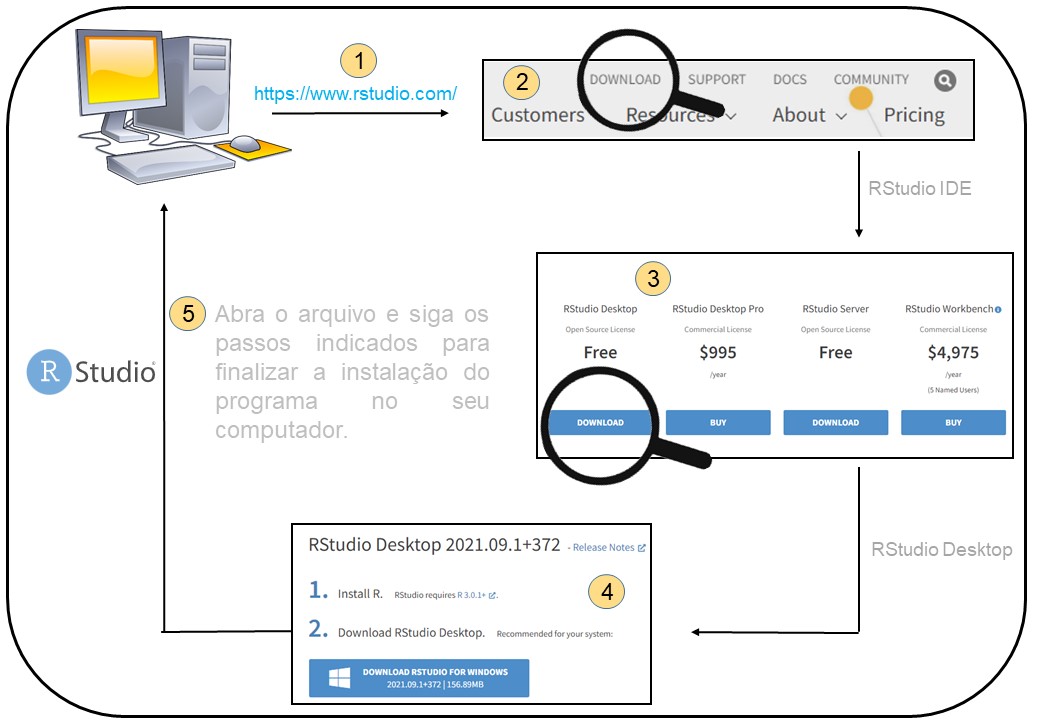 1
https://www.rstudio.com/
2
DOWNLOAD SUPPORT DOCS COMMUNITY
Customers Resources About Pricing
RStudio IDE
3
RStudio Desktop RStudio Desktop Pro RStudio Server RStudio Workbench
Open Source License Commercial License Open Source License Commercial License
Free $995 Free $4,975
/year /year
(5 Named Users)
DOWNLOAD BUY DOWNLOAD BUY
RStudio Desktop
4
RStudio Desktop 2021.09.1+372 - Release Notes
1. Install R. RStudio requires R 3.0.1+.
2. Download RStudio Desktop. Recommended for your system:
DOWNLOAD RSTUDIO FOR WINDOWS
2021.09.1+372 | 156.89MB
5
Abra o arquivo e siga os
passos indicados para
finalizar a instalação do
programa no seu
computador.
R Studio®